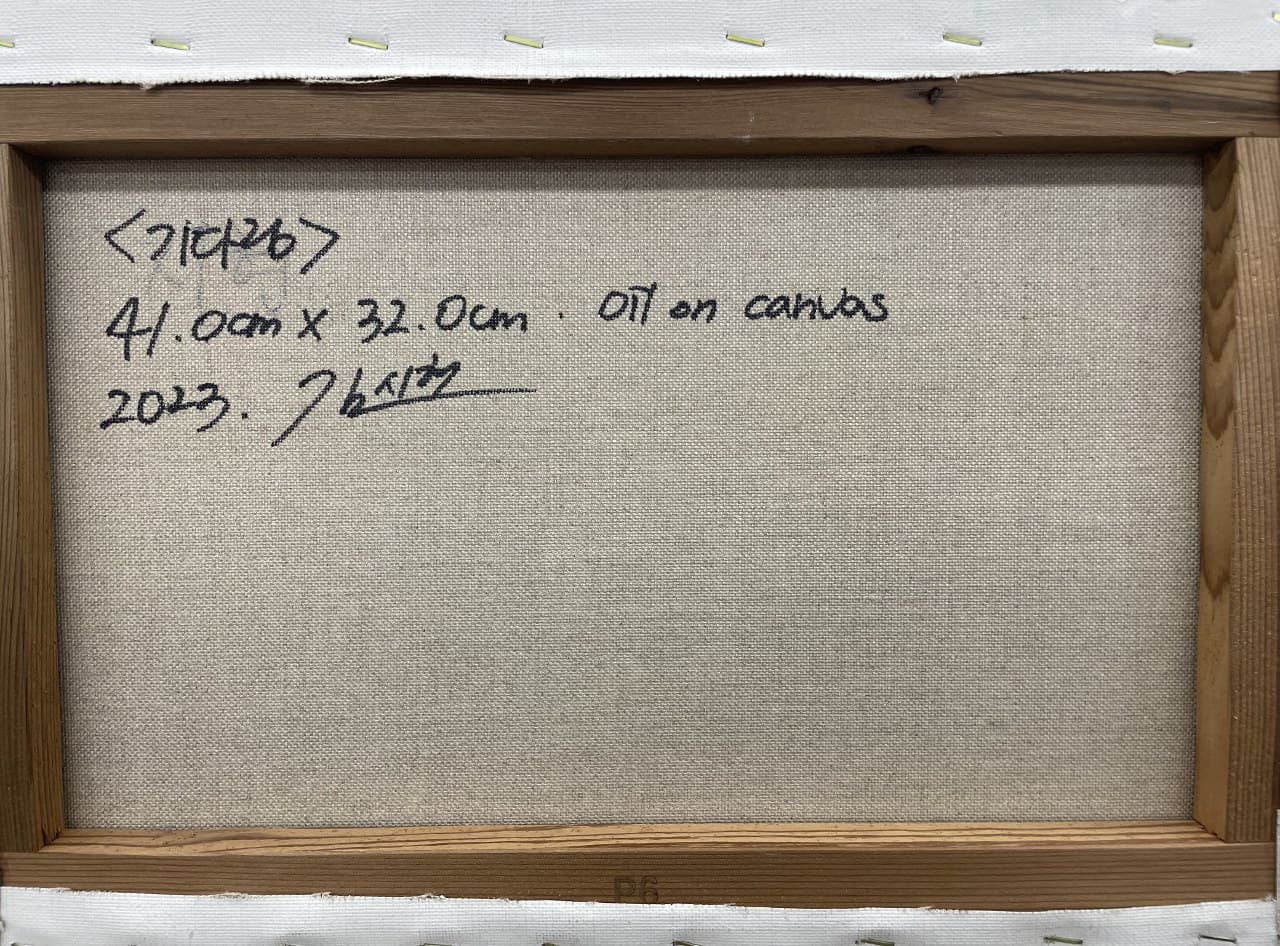 <기다림>
41.0cm x 32.0cm . oil on canvas
2023.
P6